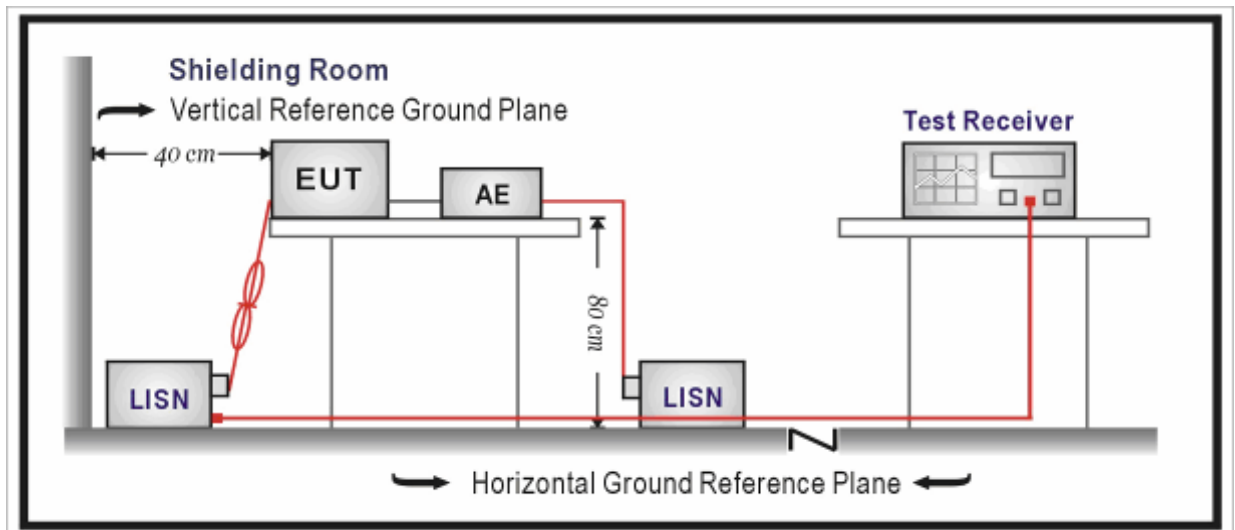 Shielding Room
Vertical Reference Ground Plane
Test Receiver
40 cm
EUT
AE
80 cm
LISN
LISN
Horizontal Ground Reference Plane